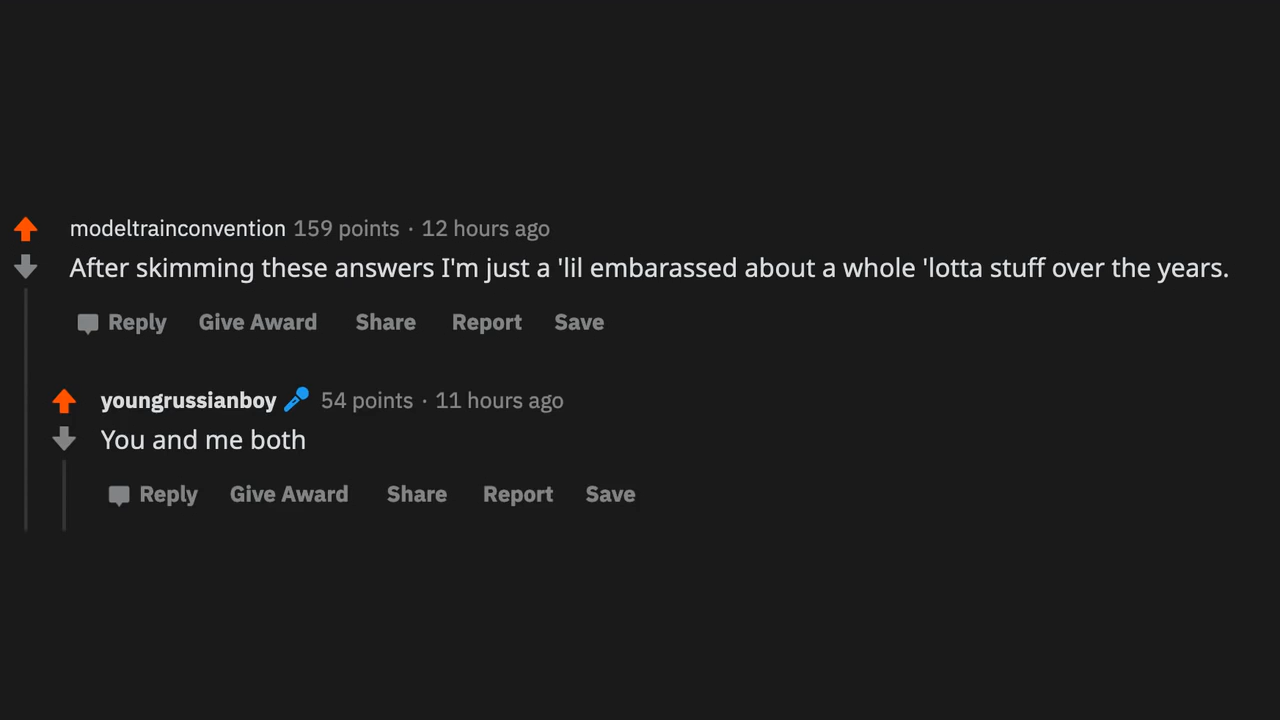 modeltrainconvention 159 points · 12 hours ago
After skimming these answers I'm just a 'lil embarassed about a whole 'lotta stuff over the years.
Reply Give Award Share Report Save
youngrussianboy 54 points · 11 hours ago
You and me both
Reply Give Award Share Report Save